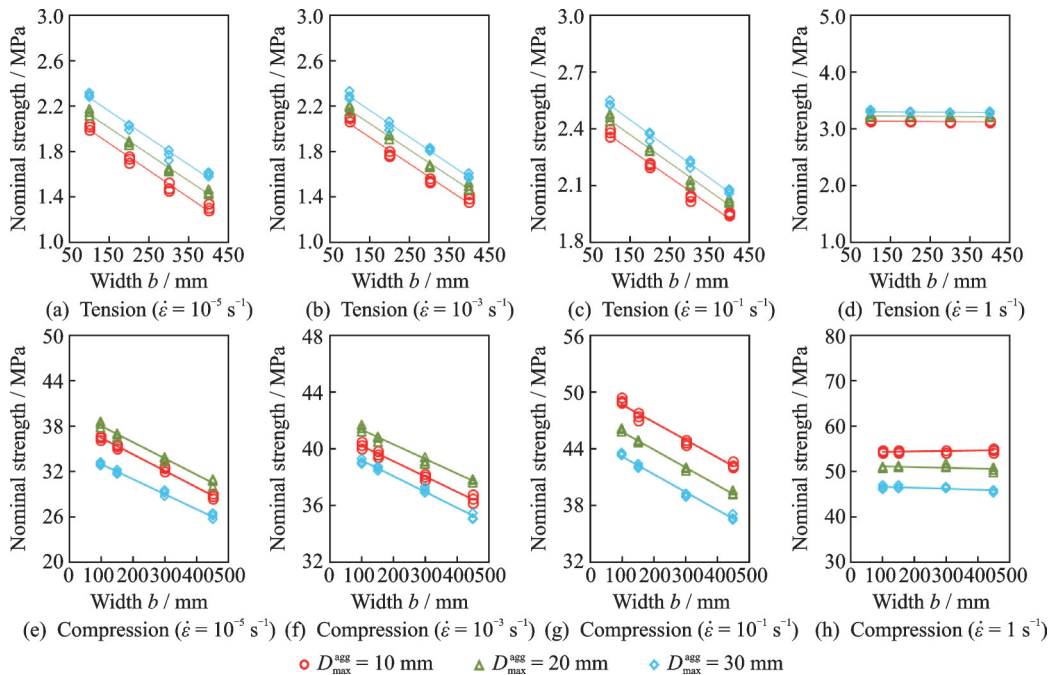 3.0
2.6
2.2
1.8
1.4
1.0
50 150 250 350 450
Nominal strength / MPa
Width b / mm
(a) Tension (ε̇ = 10⁻⁵ s⁻¹)
3.0
2.6
2.2
1.8
1.4
1.0
50 150 250 350 450
Nominal strength / MPa
Width b / mm
(b) Tension (ε̇ = 10⁻³ s⁻¹)
3.0
2.7
2.4
2.1
1.8
50 150 250 350 450
Nominal strength / MPa
Width b / mm
(c) Tension (ε̇ = 10⁻¹ s⁻¹)
5.0
4.0
3.0
2.0
1.0
50 150 250 350 450
Nominal strength / MPa
Width b / mm
(d) Tension (ε̇ = 1 s⁻¹)
50
44
38
32
26
20
0 100 200 300 400 500
Nominal strength / MPa
Width b / mm
(e) Compression (ε̇ = 10⁻⁵ s⁻¹)
48
44
40
36
32
0 100 200 300 400 500
Nominal strength / MPa
Width b / mm
(f) Compression (ε̇ = 10⁻³ s⁻¹)
56
50
44
38
32
0 100 200 300 400 500
Nominal strength / MPa
Width b / mm
(g) Compression (ε̇ = 10⁻¹ s⁻¹)
80
70
60
50
40
30
0 100 200 300 400 500
Nominal strength / MPa
Width b / mm
(h) Compression (ε̇ = 1 s⁻¹)
D_max^agg = 10 mm D_max^agg = 20 mm D_max^agg = 30 mm